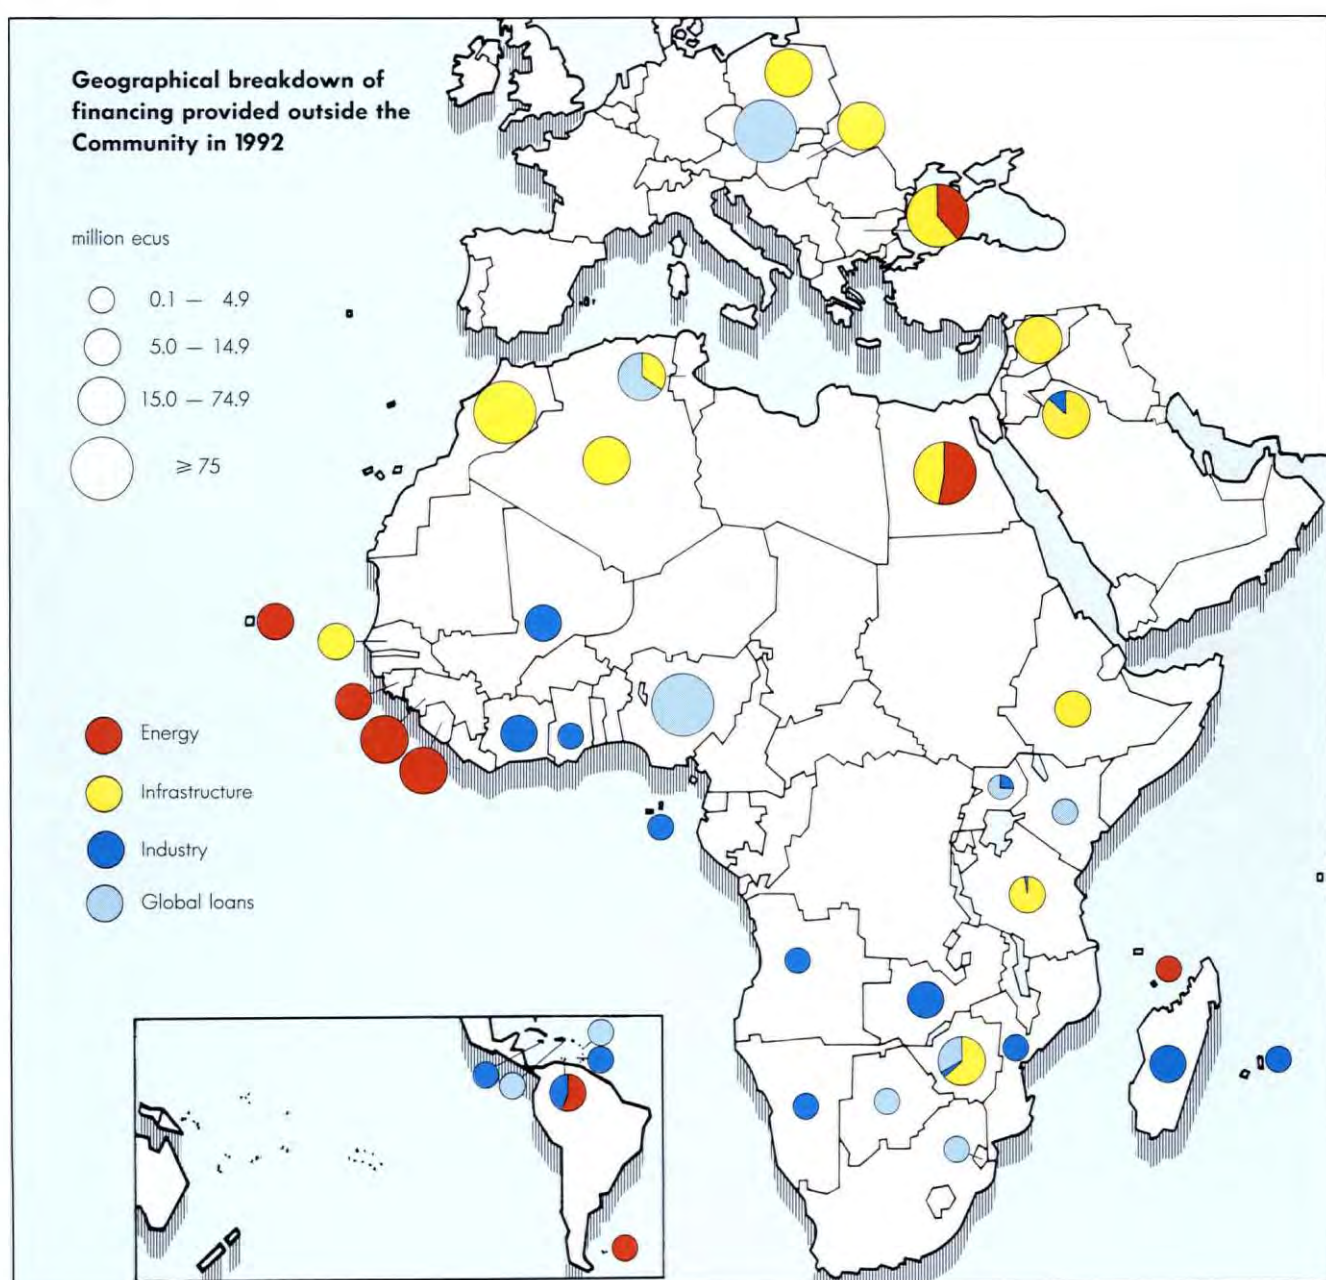 Geographical breakdown of
financing provided outside the
Community in 1992
million ecus
0.1 — 4.9
5.0 — 14.9
15.0 — 74.9
⩾ 75
Energy
Infrastructure
Industry
Global loans